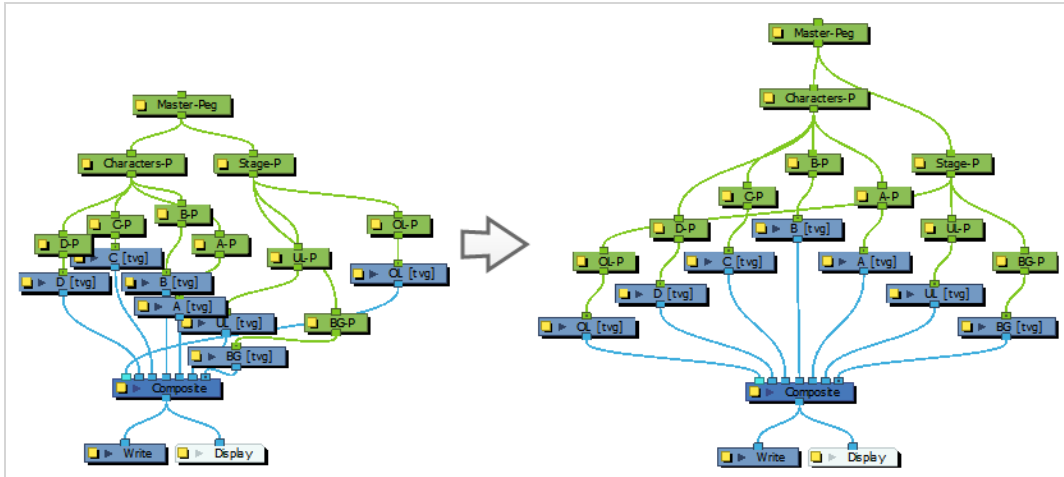 Master-Peg
Characters-P
Stage-P
C-P
B-P
OL-P
D-P
A-P
C [tvg]
UL-P
D [tvg]
B [tvg]
OL [tvg]
A [tvg]
UL [tvg]
BG-P
BG [tvg]
Composite
Write
Display
Master-Peg
Characters-P
B-P
Stage-P
C-P
A-P
D-P
B [tvg]
UL-P
OL-P
C [tvg]
A [tvg]
BG-P
D [tvg]
UL [tvg]
OL [tvg]
BG [tvg]
Composite
Write
Display